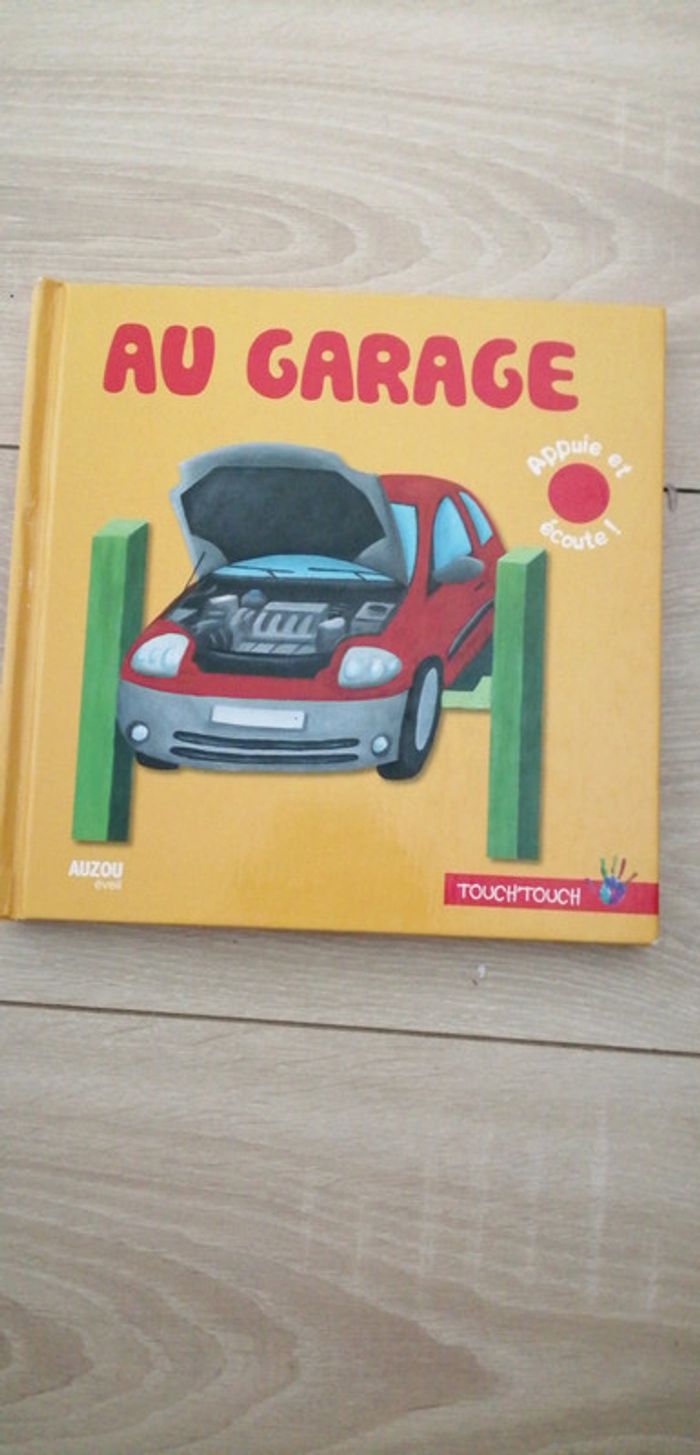 AU GARAGE
Appuie et
écoute !
AUZOU
éveil
TOUCH'TOUCH